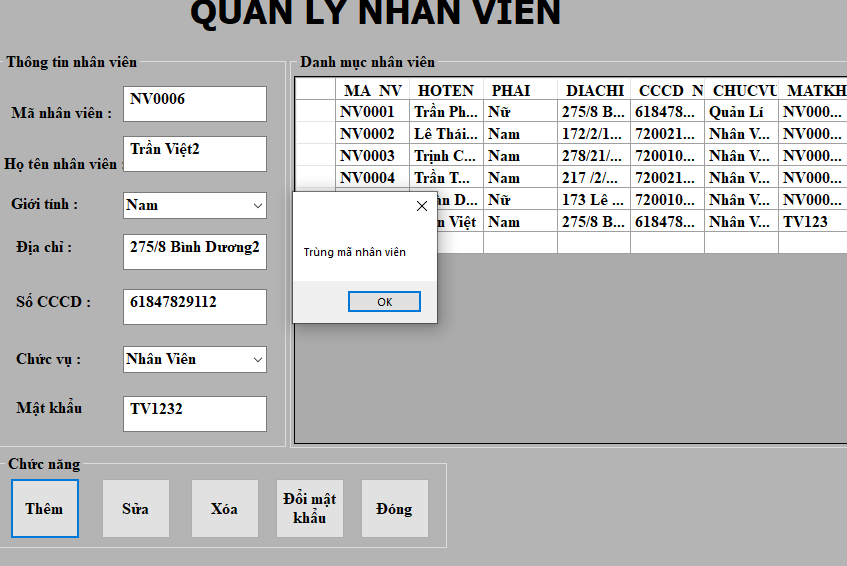 QUẢN LÝ NHÂN VIÊN
Thông tin nhân viên
Mã nhân viên : NV0006
Họ tên nhân viên : Trần Việt2
Giới tính : Nam
Địa chỉ : 275/8 Bình Dương2
Số CCCD : 61847829112
Chức vụ : Nhân Viên
Mật khẩu TV1232
Danh mục nhân viên
MA_NV HOTEN PHAI DIACHI CCCD_N CHUCVU MATKH
NV0001 Trần Ph... Nữ 275/8 B... 618478... Quản Lí NV000...
NV0002 Lê Thái... Nam 172/2/1... 720021... Nhân V... NV000...
NV0003 Trịnh C... Nam 278/21/... 720010... Nhân V... NV000...
NV0004 Trần T... Nam 217 /2/... 720021... Nhân V... NV000...
D... Nữ 173 Lê ... 720010... Nhân V... NV000...
Việt Nam 275/8 B... 618478... Nhân V... TV123
Trùng mã nhân viên
OK
Chức năng
Thêm Sửa Xóa Đổi mật khẩu Đóng